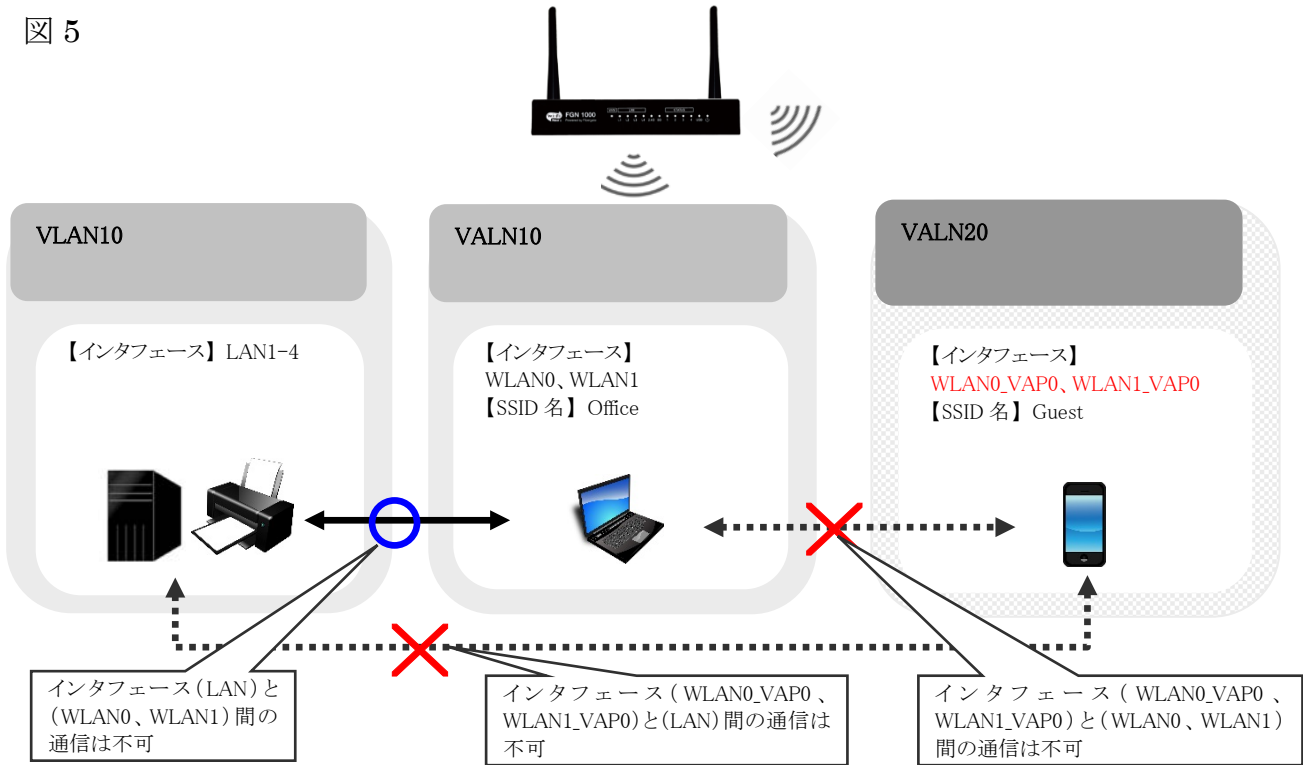 図 5
FGN 1000
VLAN10
VALN10
VALN20
【インタフェース】 LAN1-4
【インタフェース】
WLAN0、WLAN1
【SSID 名】 Office
【インタフェース】
WLAN0_VAP0、WLAN1_VAP0
【SSID 名】 Guest
インタフェース(LAN)と
(WLAN0、WLAN1)間の
通信は不可
インタフェース(WLAN0_VAP0、
WLAN1_VAP0)と(LAN)間の通信は
不可
インタフェース(WLAN0_VAP0、
WLAN1_VAP0)と(WLAN0、WLAN1)
間の通信は不可